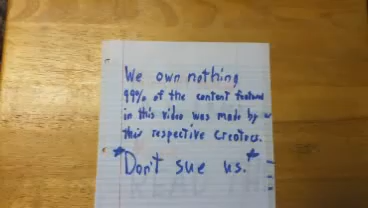 We own nothing
99% of the content featured
in this video was made by
their respective creators.
*Don't sue us.*